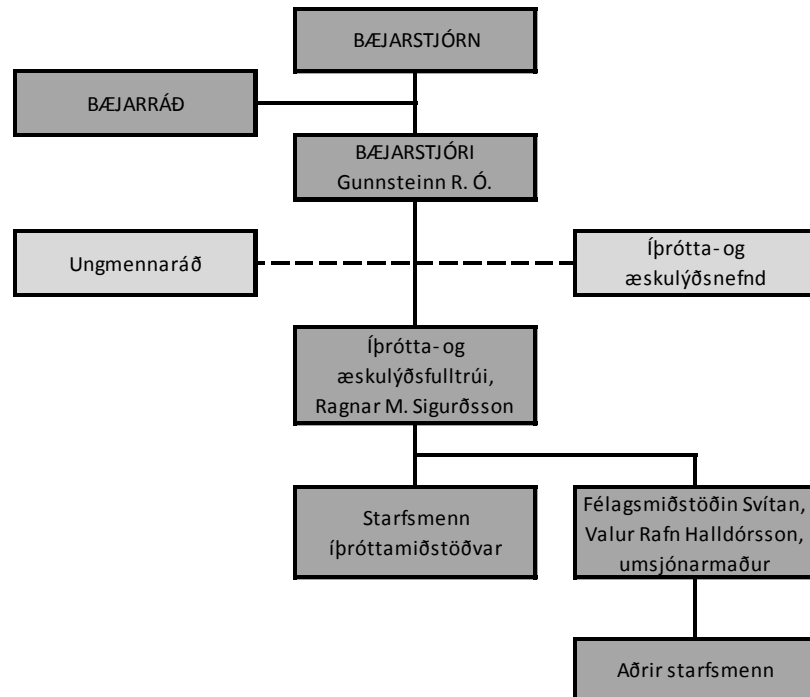 BÆJARSTJÓRN
BÆJARRÁÐ
BÆJARSTJÓRI
Gunnsteinn R. Ó.
Ungmennaráð
Íþrótta- og
æskulýðsnefnd
Íþrótta- og
æskulýðsfulltrúi,
Ragnar M. Sigurðsson
Starfsmenn
íþróttamiðstöðvar
Félagsmiðstöðin Svítan,
Valur Rafn Halldórsson,
umsjónarmaður
Aðrir starfsmenn